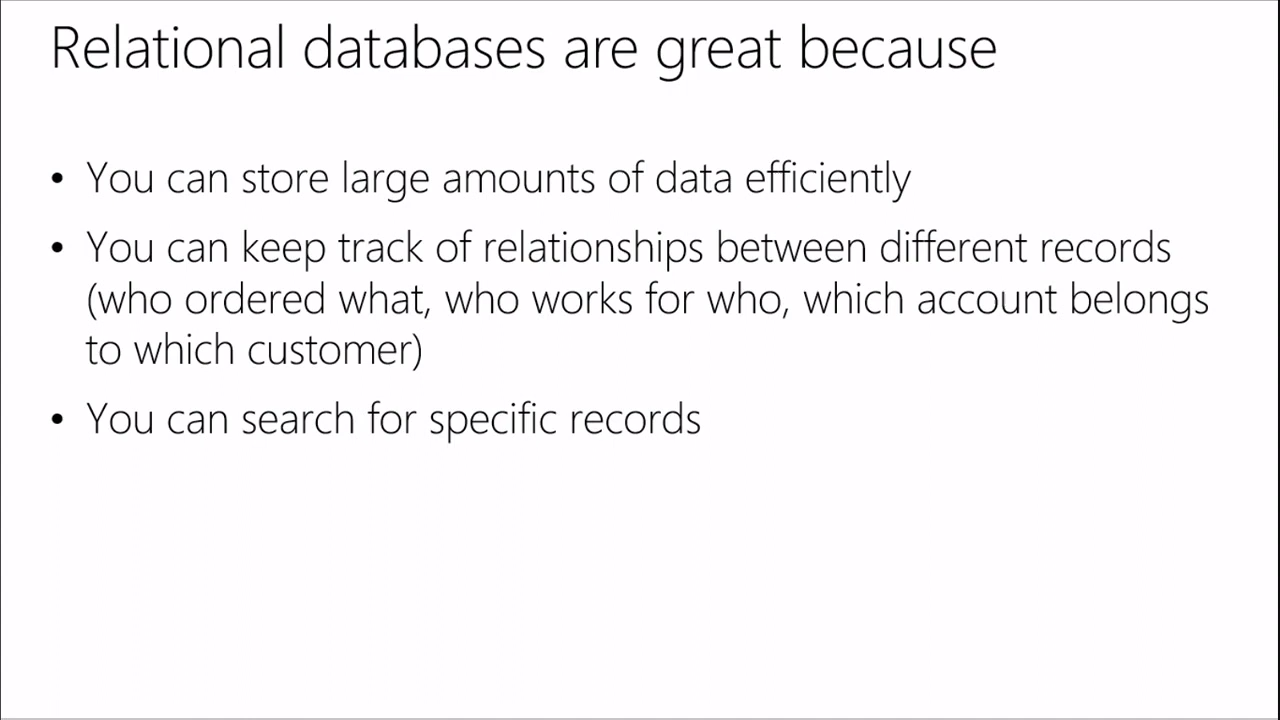 Relational databases are great because
• You can store large amounts of data efficiently
• You can keep track of relationships between different records
(who ordered what, who works for who, which account belongs
to which customer)
• You can search for specific records